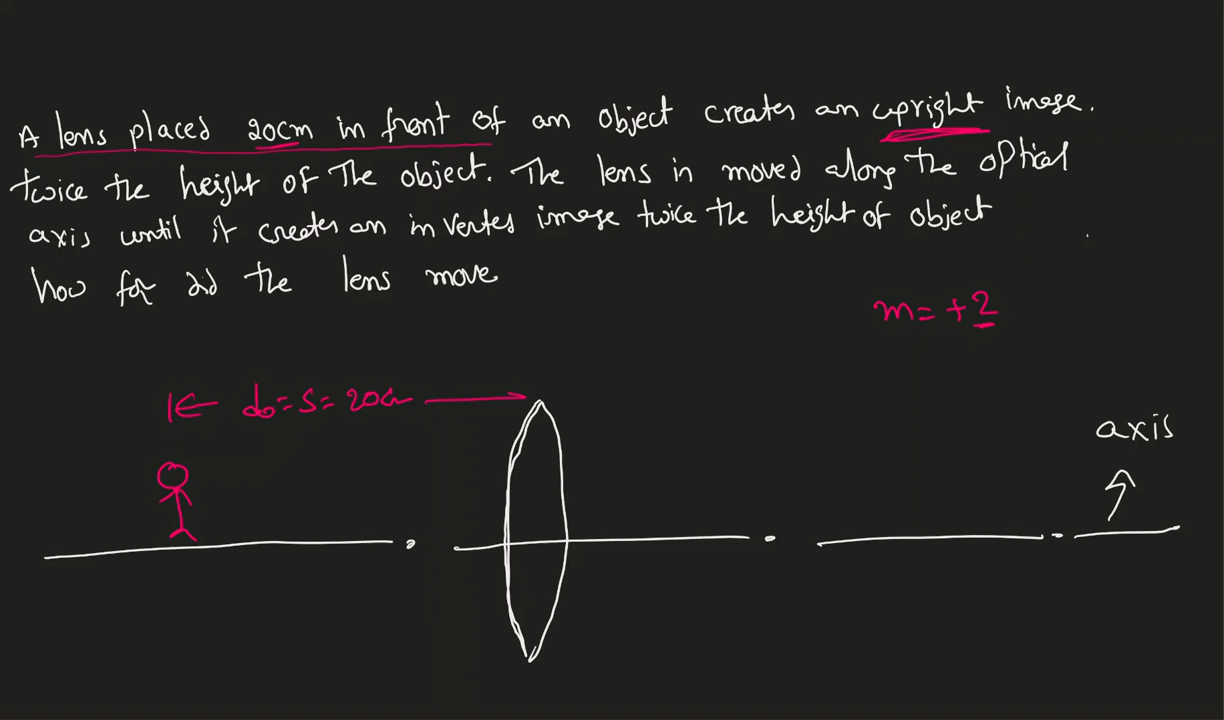 A lens placed 20cm in front of an object creates an upright image.
twice the height of The object. The lens in moved along the optical
axis until it creates an invertes image twice the height of object
how far did the lens move
m = + 2
do = s = 20cm
axis